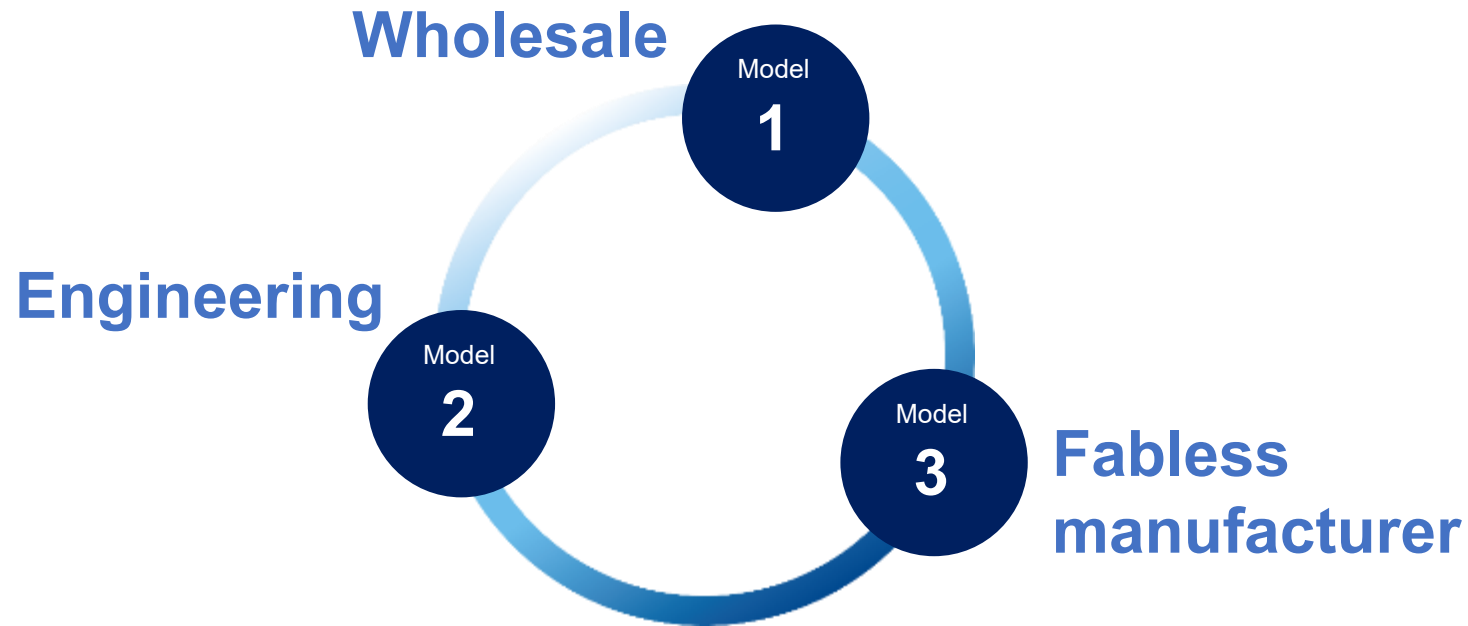 Wholesale
Model
1
Engineering
Model
2
Model
3
Fabless
manufacturer